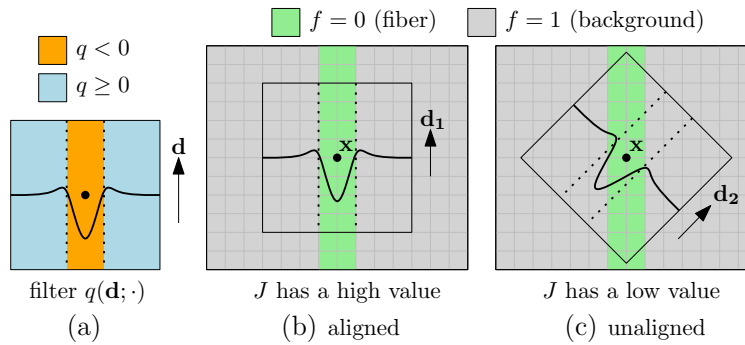 q < 0
q ≥ 0
d
filter q(d; ·)
(a)
f = 0 (fiber)
f = 1 (background)
x
d₁
J has a high value
(b) aligned
x
d₂
J has a low value
(c) unaligned